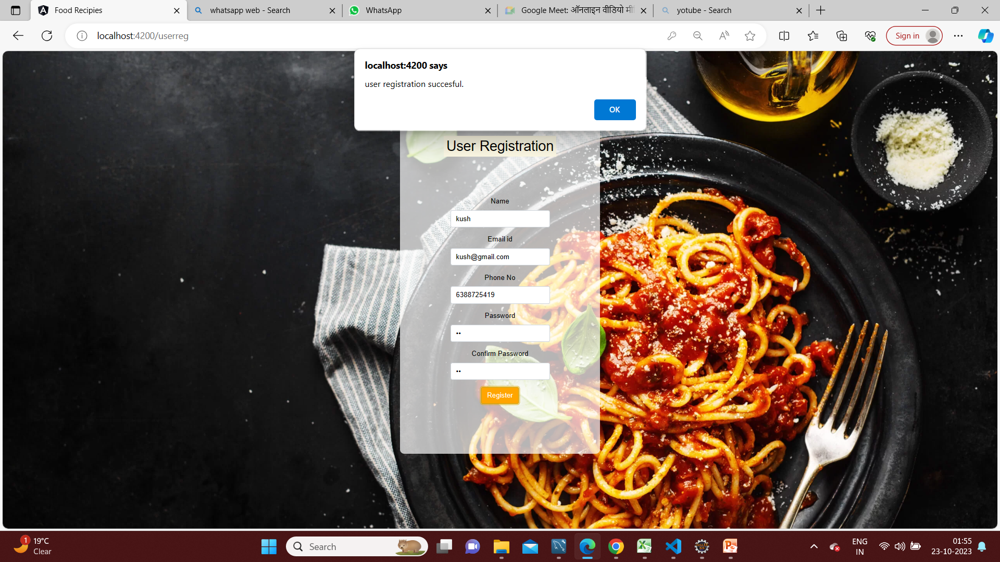 Food Recipies
whatsapp web - Search
WhatsApp
Google Meet: ऑनलाइन वीडियो
yotube - Search
localhost:4200/userreg
Sign in
localhost:4200 says
user registration succesful.
OK
User Registration
Name
kush
Email id
kush@gmail.com
Phone No
6388725419
Password
••
Confirm Password
••
Register
1
19°C
Clear
Search
ENG
IN
01:55
23-10-2023